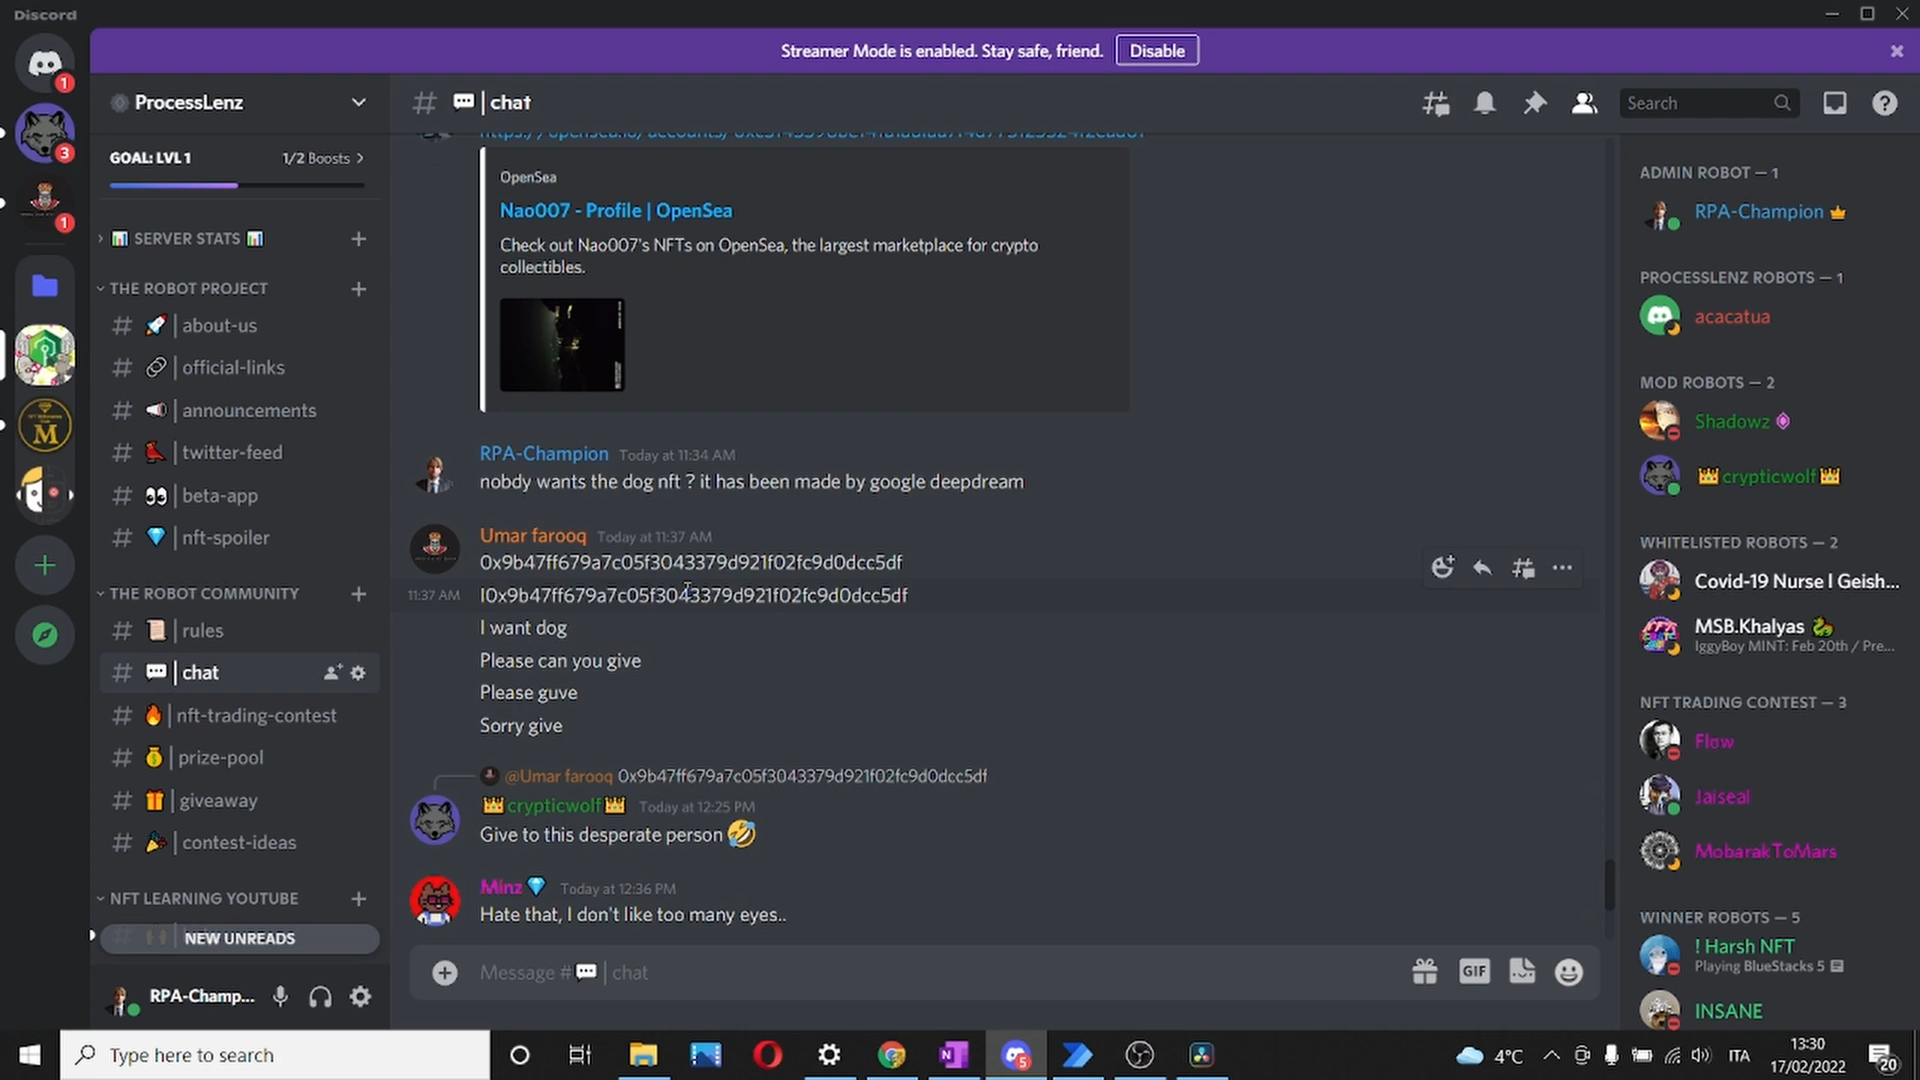 Discord
Streamer Mode is enabled. Stay safe, friend.
Disable
1
3
1
M
ProcessLenz
GOAL: LVL 1
1/2 Boosts
SERVER STATS
THE ROBOT PROJECT
about-us
official-links
announcements
twitter-feed
beta-app
nft-spoiler
THE ROBOT COMMUNITY
rules
chat
nft-trading-contest
prize-pool
giveaway
contest-ideas
NFT LEARNING YOUTUBE
NEW UNREADS
RPA-Champ...
chat
Search
OpenSea
Nao007 - Profile | OpenSea
Check out Nao007's NFTs on OpenSea, the largest marketplace for crypto
collectibles.
RPA-Champion Today at 11:34 AM
nobdy wants the dog nft ? it has been made by google deepdream
Umar farooq Today at 11:37 AM
0x9b47ff679a7c05f3043379d921f02fc9d0dcc5df
11:37 AM l0x9b47ff679a7c05f3043379d921f02fc9d0dcc5df
I want dog
Please can you give
Please guve
Sorry give
@Umar farooq 0x9b47ff679a7c05f3043379d921f02fc9d0dcc5df
crypticwolf Today at 12:25 PM
Give to this desperate person
Minz Today at 12:36 PM
Hate that, I don't like too many eyes..
Message # | chat
GIF
ADMIN ROBOT — 1
RPA-Champion
PROCESSLENZ ROBOTS — 1
acacatua
MOD ROBOTS — 2
Shadowz
crypticwolf
WHITELISTED ROBOTS — 2
Covid-19 Nurse l Geish...
MSB.Khalyas
IggyBoy MINT: Feb 20th / Pre...
NFT TRADING CONTEST — 3
Flow
Jaiseal
MobarakToMars
WINNER ROBOTS — 5
! Harsh NFT
Playing BlueStacks 5
INSANE
Type here to search
N
5
4°C
ITA
13:30
17/02/2022
20